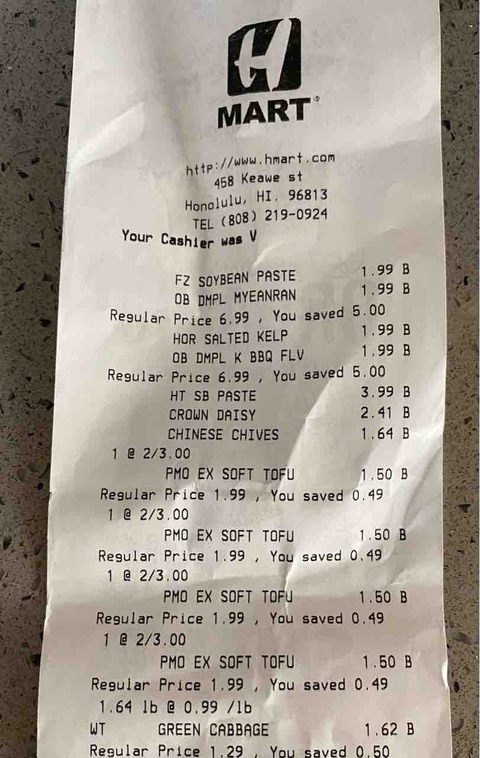 H
MART®
http://www.hmart.com
458 Keawe st
Honolulu, HI. 96813
TEL (808) 219-0924
Your Cashier was V
FZ SOYBEAN PASTE 1.99 B
OB DMPL MYEANRAN 1.99 B
Regular Price 6.99 , You saved 5.00
HOR SALTED KELP 1.99 B
OB DMPL K BBQ FLV 1.99 B
Regular Price 6.99 , You saved 5.00
HT SB PASTE 3.99 B
CROWN DAISY 2.41 B
CHINESE CHIVES 1.64 B
1 @ 2/3.00
PMO EX SOFT TOFU 1.50 B
Regular Price 1.99 , You saved 0.49
1 @ 2/3.00
PMO EX SOFT TOFU 1.50 B
Regular Price 1.99 , You saved 0.49
1 @ 2/3.00
PMO EX SOFT TOFU 1.50 B
Regular Price 1.99 , You saved 0.49
1 @ 2/3.00
PMO EX SOFT TOFU 1.50 B
Regular Price 1.99 , You saved 0.49
1.64 lb @ 0.99 /lb
WT GREEN CABBAGE 1.62 B
Regular Price 1.29 , You saved 0.50